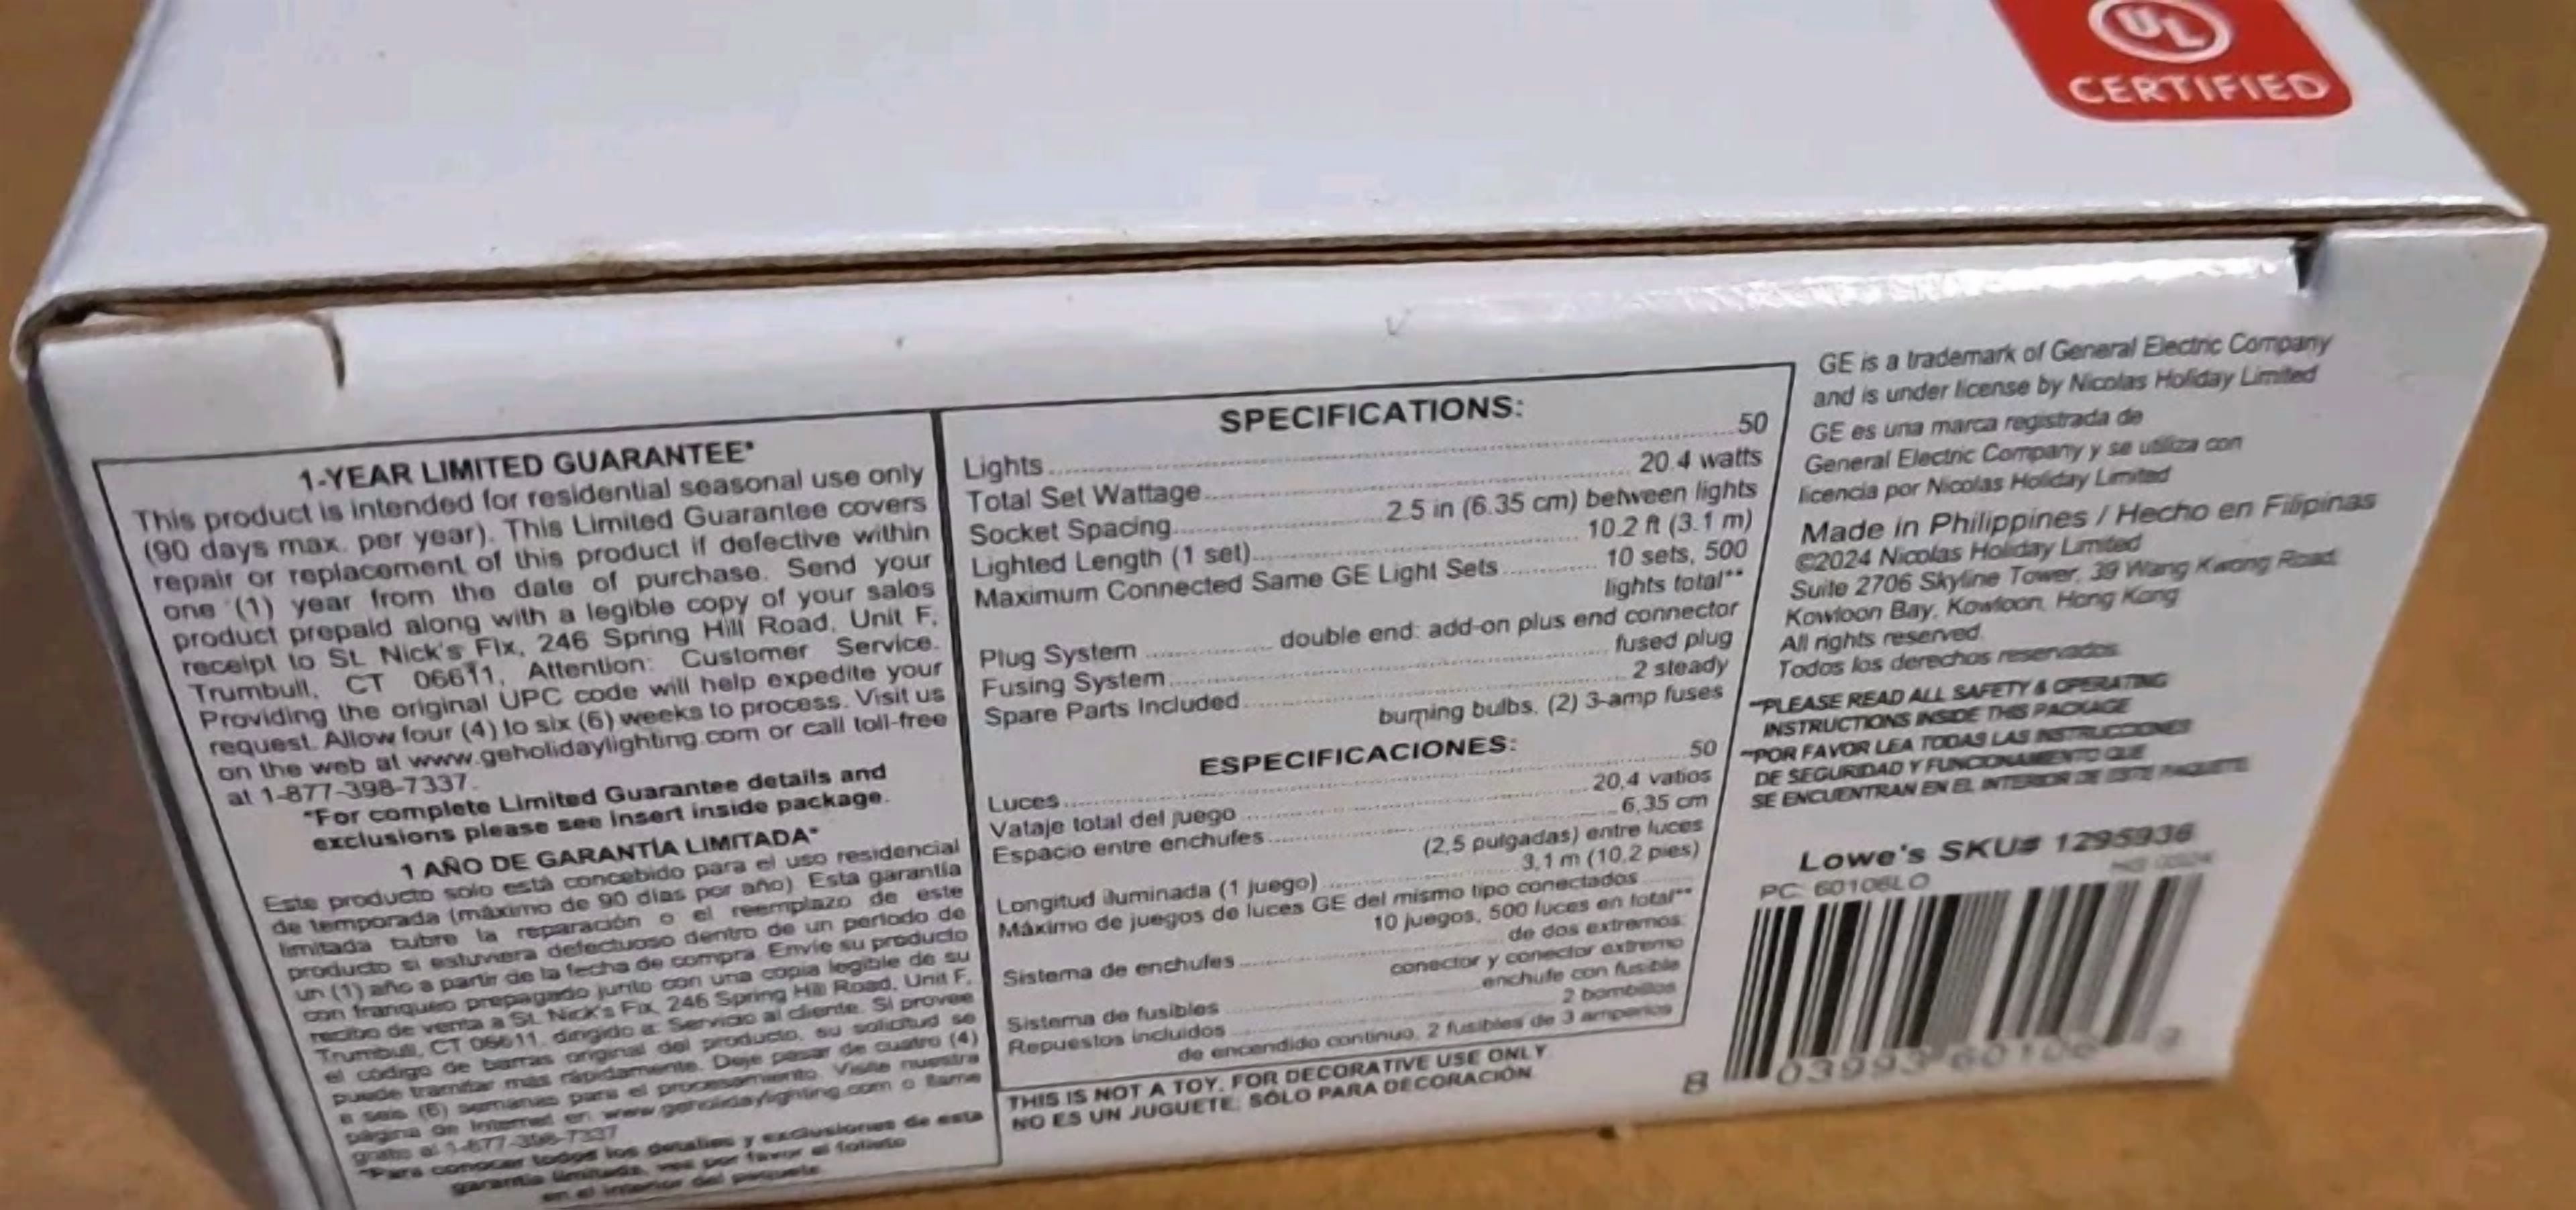 UL
CERTIFIED
1-YEAR LIMITED GUARANTEE*
This product is intended for residential seasonal use only
(90 days max. per year). This Limited Guarantee covers
repair or replacement of this product if defective within
one (1) year from the date of purchase. Send your
product prepaid along with a legible copy of your sales
receipt to St. Nick's Fix, 246 Spring Hill Road, Unit F,
Trumbull, CT 06611, Attention: Customer Service.
Providing the original UPC code will help expedite your
request. Allow four (4) to six (6) weeks to process. Visit us
on the web at www.geholidaylighting.com or call toll-free
at 1-877-398-7337.
*For complete Limited Guarantee details and
exclusions please see insert inside package.
1 AÑO DE GARANTÍA LIMITADA*
Este producto solo está concebido para el uso residencial
de temporada (máximo de 90 días por año). Esta garantía
limitada cubre la reparación o el reemplazo de este
producto si estuviera defectuoso dentro de un período de
un (1) año a partir de la fecha de compra. Envíe su producto
con franqueo prepagado junto con una copia legible de su
recibo de venta a St. Nick's Fix, 246 Spring Hill Road, Unit F,
Trumbull, CT 06611, dirigido a: Servicio al cliente. Si provee
el código de barras original del producto, su solicitud se
puede tramitar más rápidamente. Deje pasar de cuatro (4)
a seis (6) semanas para el procesamiento. Visite nuestra
página de Internet en www.geholidaylighting.com o llame
gratis al 1-877-398-7337
*Para conocer todos los detalles y exclusiones de esta
garantía limitada, vea por favor el folleto
en el interior del paquete.
SPECIFICATIONS:
Lights ........ 50
Total Set Wattage ........ 20.4 watts
Socket Spacing ........ 2.5 in (6.35 cm) between lights
Lighted Length (1 set) ........ 10.2 ft (3.1 m)
Maximum Connected Same GE Light Sets ........ 10 sets, 500
lights total**
Plug System ........ double end: add-on plus end connector
Fusing System ........ fused plug
Spare Parts Included ........ 2 steady
burning bulbs, (2) 3-amp fuses
ESPECIFICACIONES:
Luces ........ 50
Vataje total del juego ........ 20,4 vatios
Espacio entre enchufes ........ 6,35 cm
(2,5 pulgadas) entre luces
Longitud iluminada (1 juego) ........ 3,1 m (10,2 pies)
Máximo de juegos de luces GE del mismo tipo conectados ........
10 juegos, 500 luces en total**
Sistema de enchufes ........ de dos extremos:
conector y conector extremo
Sistema de fusibles ........ enchufe con fusible
Repuestos incluidos ........ 2 bombillos
de encendido continuo, 2 fusibles de 3 amperios
THIS IS NOT A TOY. FOR DECORATIVE USE ONLY
NO ES UN JUGUETE. SÓLO PARA DECORACIÓN
GE is a trademark of General Electric Company
and is under license by Nicolas Holiday Limited
GE es una marca registrada de
General Electric Company y se utiliza con
licencia por Nicolas Holiday Limited
Made in Philippines / Hecho en Filipinas
©2024 Nicolas Holiday Limited
Suite 2706 Skyline Tower, 39 Wang Kwong Road,
Kowloon Bay, Kowloon, Hong Kong
All rights reserved.
Todos los derechos reservados.
**PLEASE READ ALL SAFETY & OPERATING
INSTRUCTIONS INSIDE THIS PACKAGE
**POR FAVOR LEA TODAS LAS INSTRUCCIONES
DE SEGURIDAD Y FUNCIONAMIENTO QUE
SE ENCUENTRAN EN EL INTERIOR DE ESTE PAQUETE
Lowe's SKU# 1295936
PC: 60106LO
8 03993 60106 2